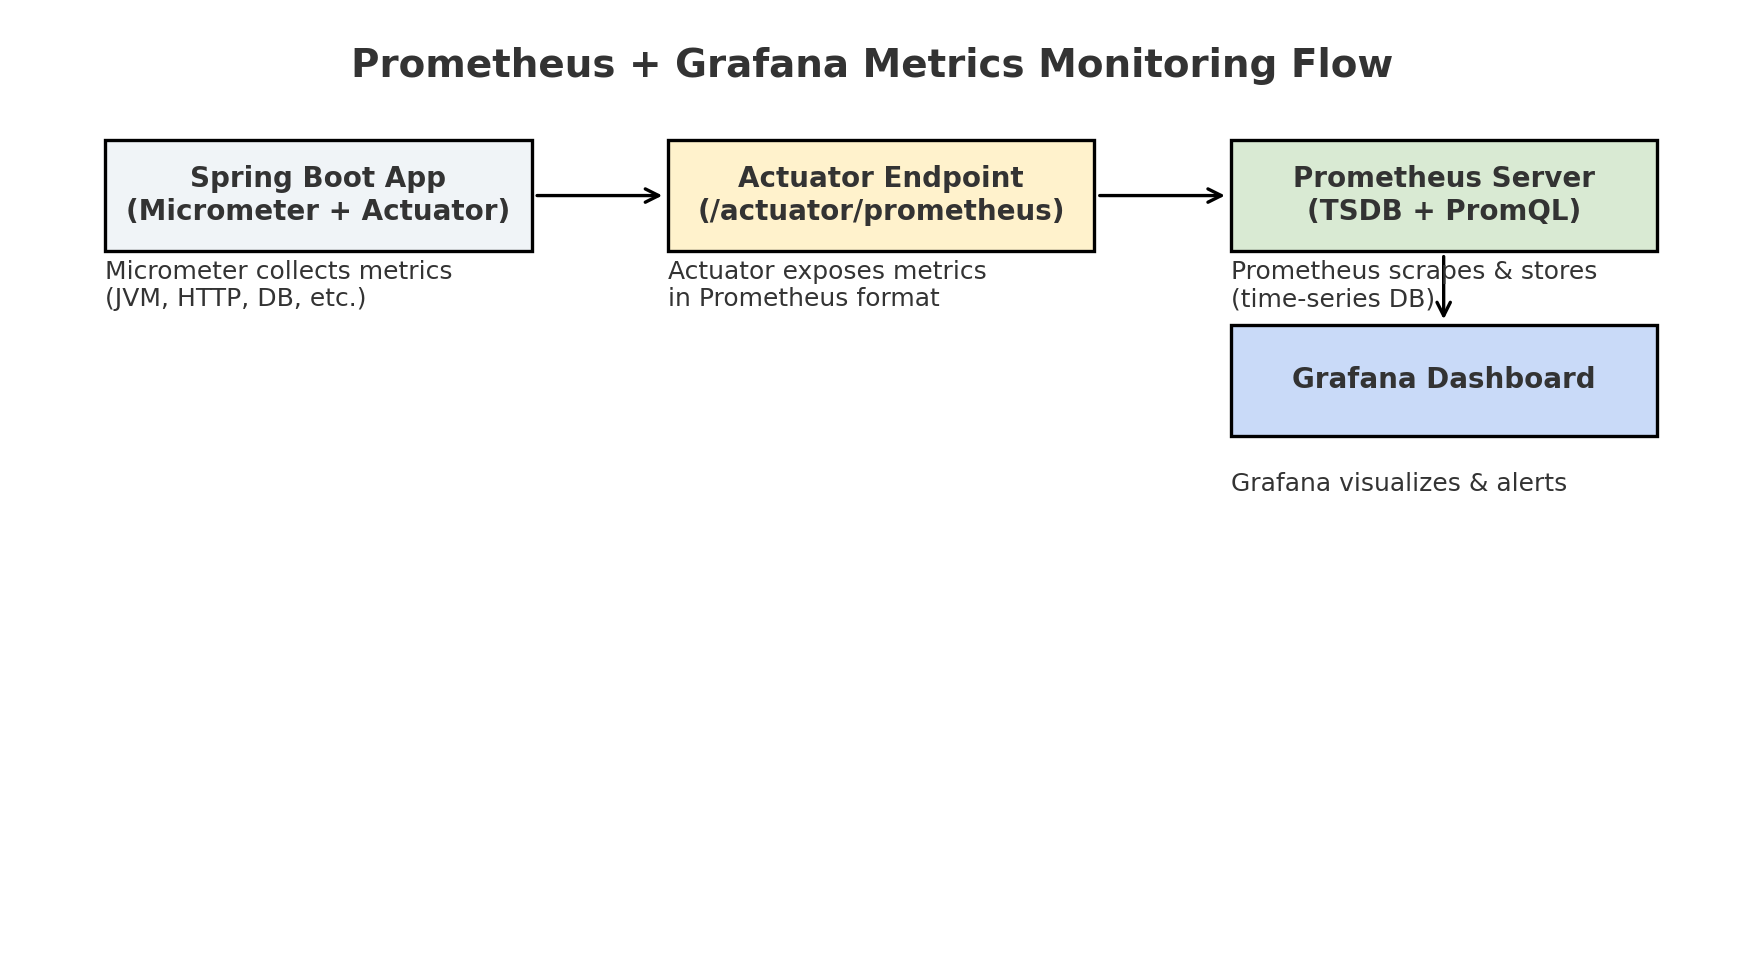 Prometheus + Grafana Metrics Monitoring Flow
Spring Boot App
(Micrometer + Actuator)
Micrometer collects metrics
(JVM, HTTP, DB, etc.)
Actuator Endpoint
(/actuator/prometheus)
Actuator exposes metrics
in Prometheus format
Prometheus Server
(TSDB + PromQL)
Prometheus scrapes & stores
(time-series DB)
Grafana Dashboard
Grafana visualizes & alerts